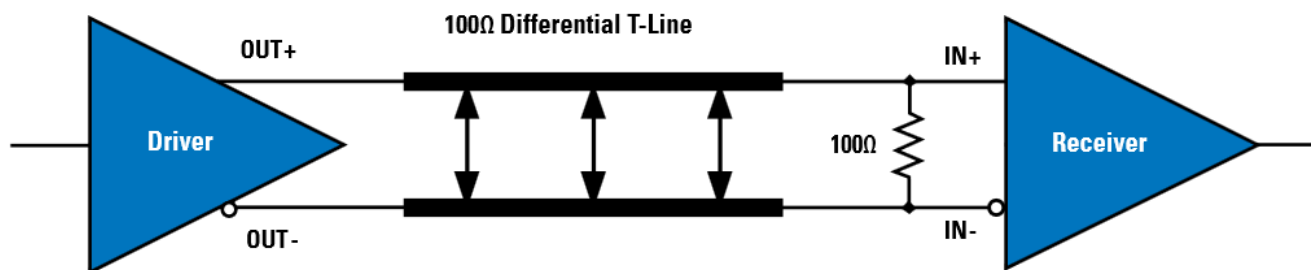 100Ω Differential T-Line
OUT+
IN+
Driver
100Ω
Receiver
OUT-
IN-